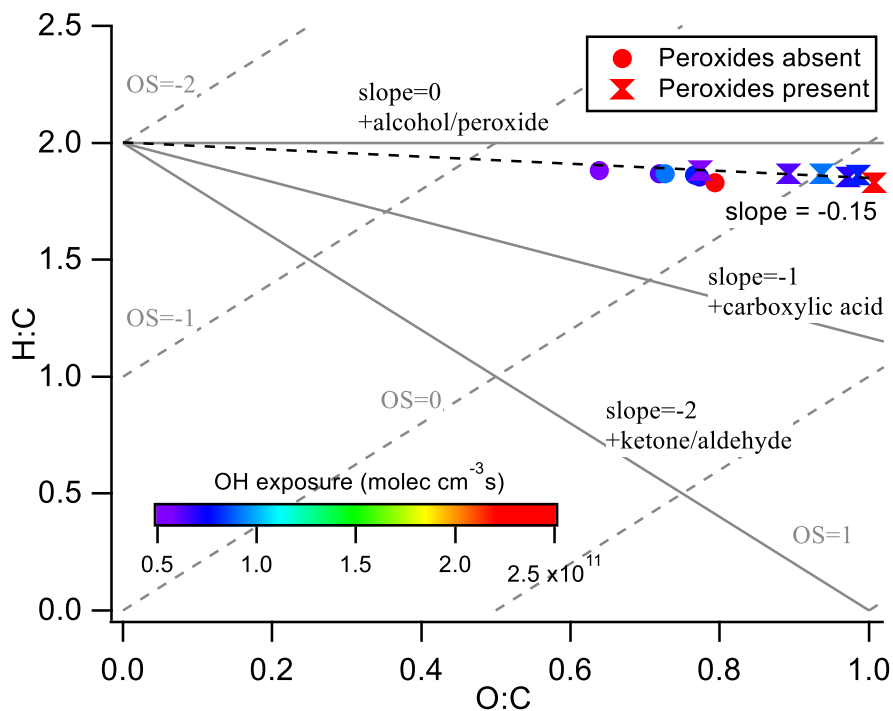 2.5
2.0
1.5
1.0
0.5
0.0
H:C
0.0
0.2
0.4
0.6
0.8
1.0
O:C
OS=-2
OS=-1
OS=0
OS=1
slope=0
+alcohol/peroxide
Peroxides absent
Peroxides present
slope = -0.15
slope=-1
+carboxylic acid
slope=-2
+ketone/aldehyde
OH exposure (molec cm⁻³s)
0.5
1.0
1.5
2.0
2.5 x10¹¹